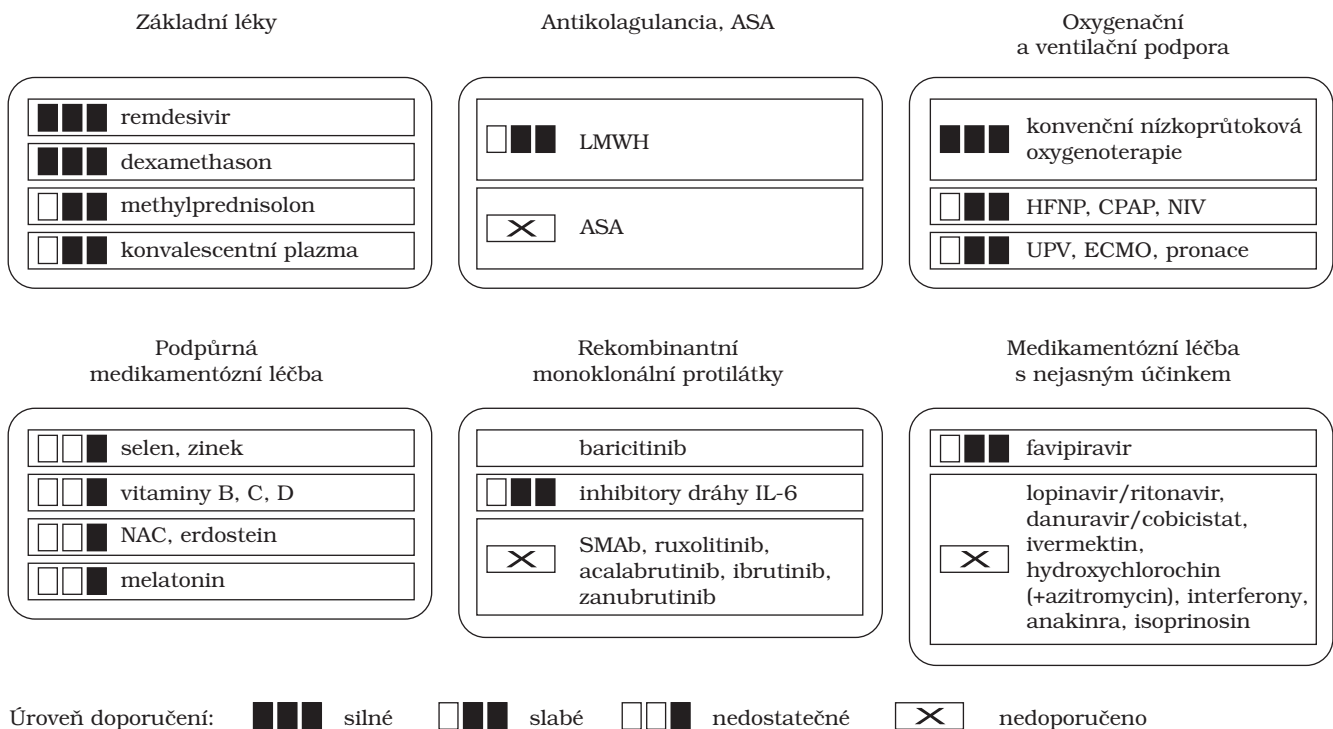 Základní léky
remdesivir
dexamethason
methylprednisolon
konvalescentní plazma
Antikolagulancia, ASA
LMWH
ASA
Oxygenační
a ventilační podpora
konvenční nízkoprůtoková
oxygenoterapie
HFNP, CPAP, NIV
UPV, ECMO, pronace
Podpůrná
medikamentózní léčba
selen, zinek
vitaminy B, C, D
NAC, erdostein
melatonin
Rekombinantní
monoklonální protilátky
baricitinib
inhibitory dráhy IL-6
SMAb, ruxolitinib,
acalabrutinib, ibrutinib,
zanubrutinib
Medikamentózní léčba
s nejasným účinkem
favipiravir
lopinavir/ritonavir,
danuravir/cobicistat,
ivermektin,
hydroxychlorochin
(+azitromycin), interferony,
anakinra, isoprinosin
Úroveň doporučení: silné slabé nedostatečné nedoporučeno